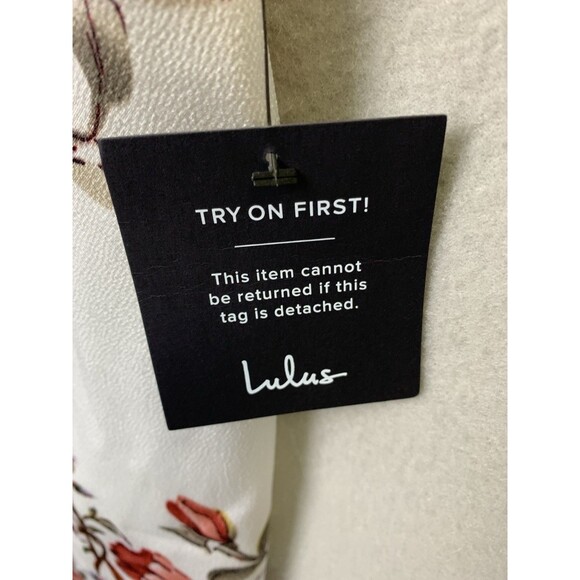 TRY ON FIRST!
This item cannot
be returned if this
tag is detached.
Lulus